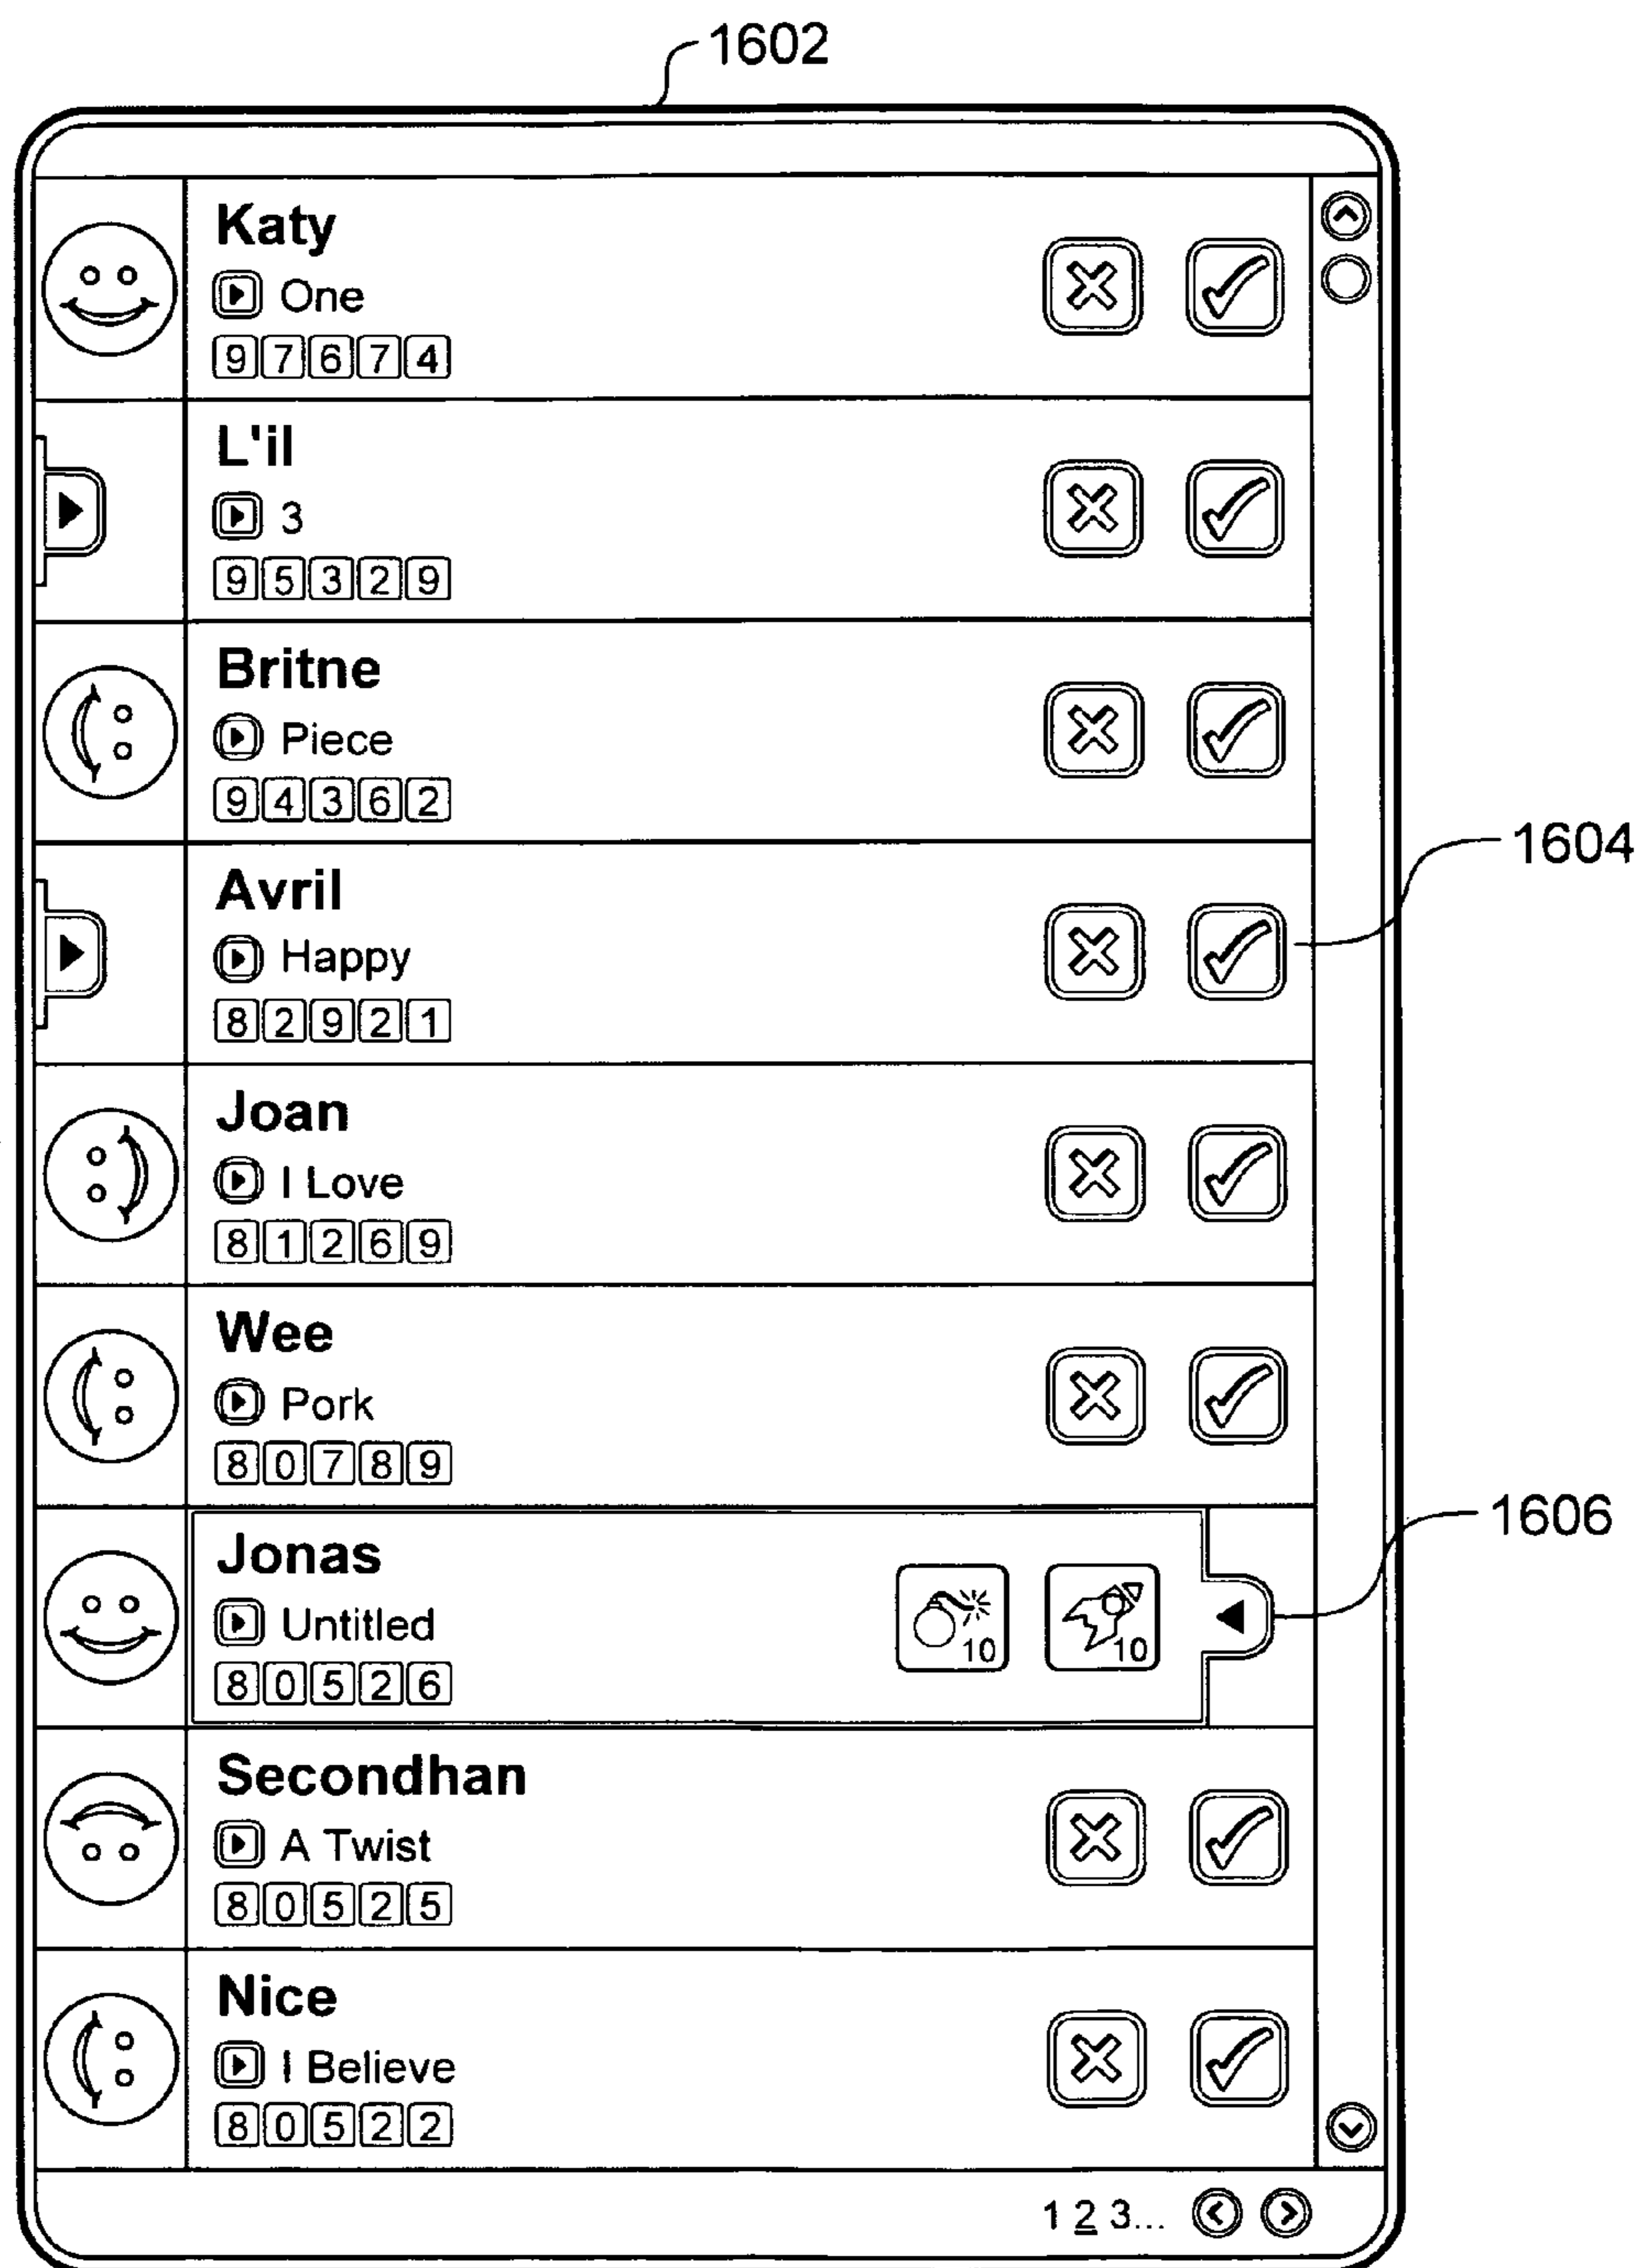 1602
Katy
One
97674
L'il
3
95329
Britne
Piece
94362
1604
Avril
Happy
82921
Joan
I Love
81269
Wee
Pork
80789
1606
Jonas
Untitled
10 10
80526
Secondhan
A Twist
80525
Nice
I Believe
80522
1 2 3...